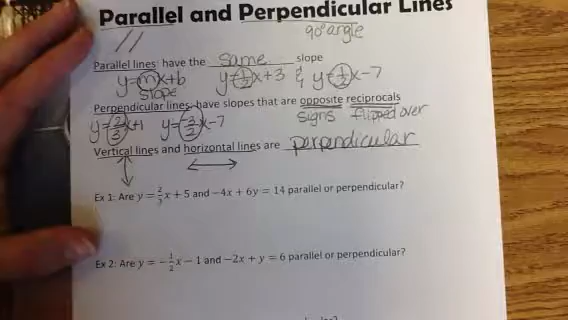 Parallel and Perpendicular Lines
90° angle
Parallel lines: have the same slope
y=mx+b y=1/2x+3 & y=1/2x-7
slope
Perpendicular lines: have slopes that are opposite reciprocals
signs flipped over
y=2/3x+1 y=-3/2x-7
Vertical lines and horizontal lines are perpendicular
Ex 1: Are y = 2/3x + 5 and −4x + 6y = 14 parallel or perpendicular?
Ex 2: Are y = −1/2x − 1 and −2x + y = 6 parallel or perpendicular?